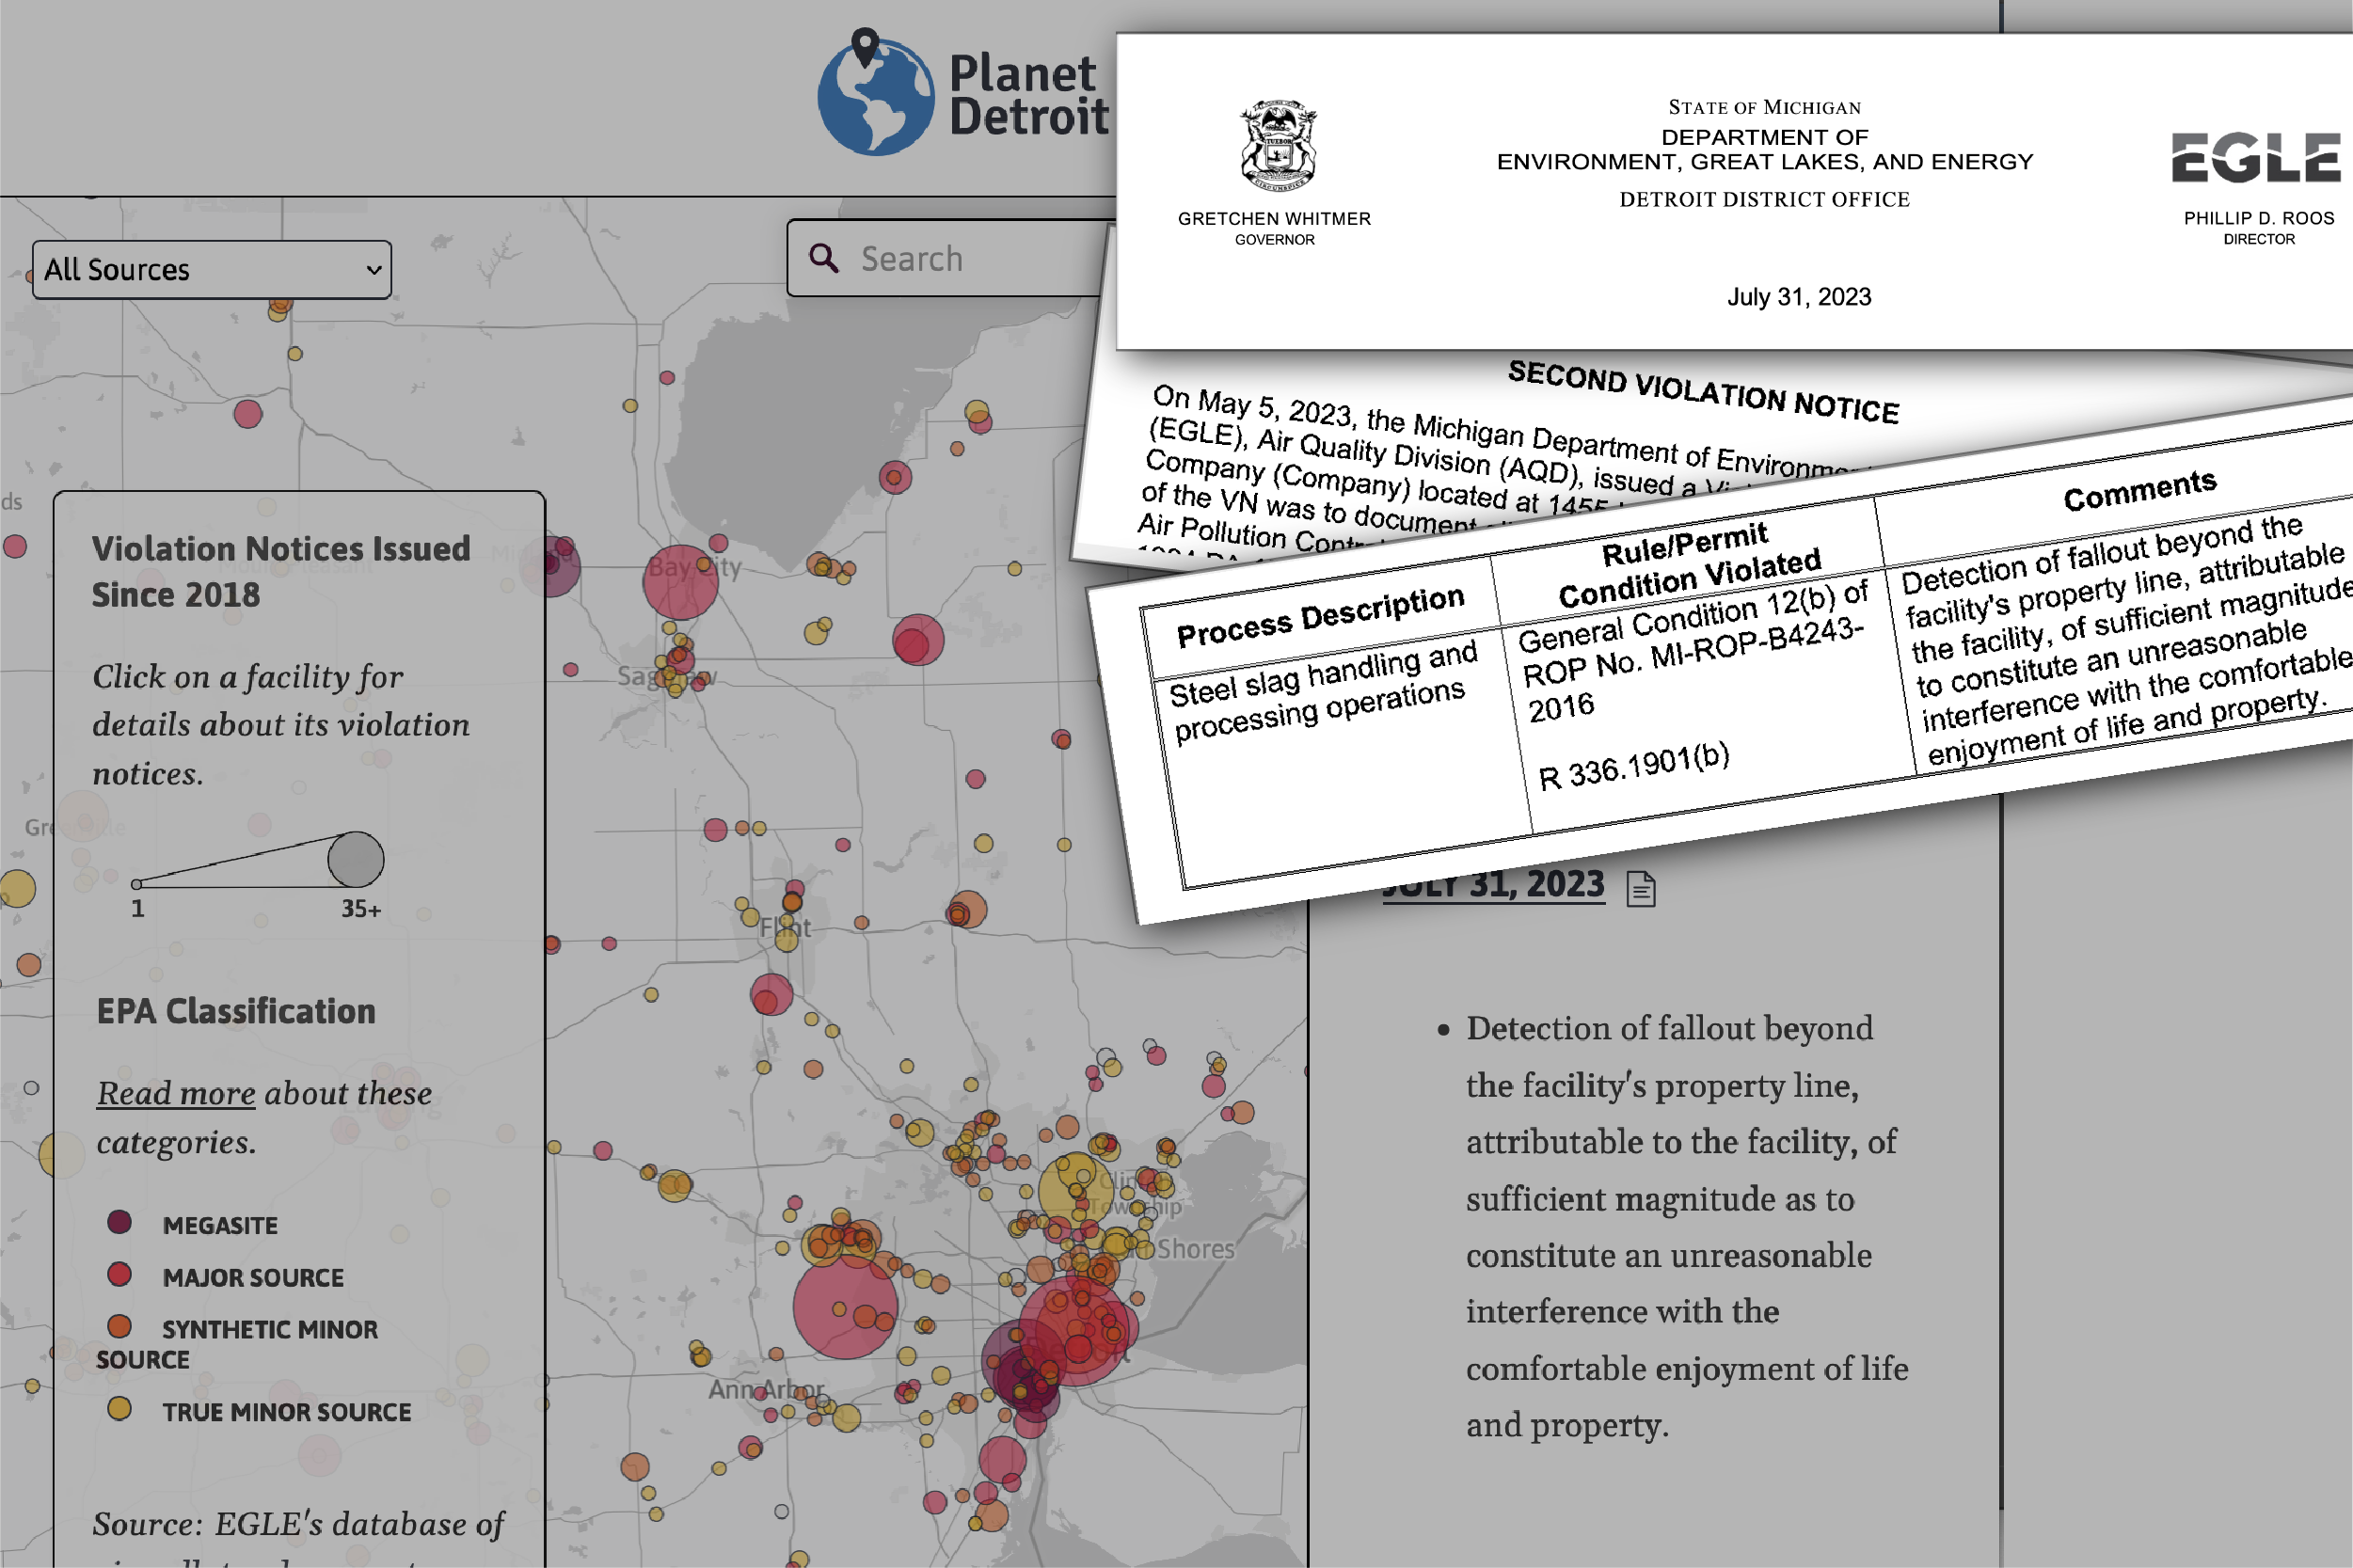 Planet
Detroit
STATE OF MICHIGAN
DEPARTMENT OF
ENVIRONMENT, GREAT LAKES, AND ENERGY
DETROIT DISTRICT OFFICE
EGLE
GRETCHEN WHITMER
GOVERNOR
PHILLIP D. ROOS
DIRECTOR
July 31, 2023
All Sources
Search
SECOND VIOLATION NOTICE
On May 5, 2023, the Michigan Department of
(EGLE), Air Quality Division (AQD), issued a
Company (Company) located at 1455
of the VN was to document
Air Pollution
Process Description
Rule/Permit
Condition Violated
Comments
Steel slag handling and
processing operations
General Condition 12(b) of
ROP No. MI-ROP-B4243-
2016
R 336.1901(b)
Detection of fallout beyond the
facility's property line, attributable
the facility, of sufficient magnitude
to constitute an unreasonable
interference with the comfortable
enjoyment of life and property.
Violation Notices Issued
Since 2018
Click on a facility for
details about its violation
notices.
1
35+
EPA Classification
Read more about these
categories.
MEGASITE
MAJOR SOURCE
SYNTHETIC MINOR
SOURCE
TRUE MINOR SOURCE
Source: EGLE's database of
Bay City
Saginaw
Flint
Ann Arbor
Shores
JULY 31, 2023
Detection of fallout beyond
the facility's property line,
attributable to the facility, of
sufficient magnitude as to
constitute an unreasonable
interference with the
comfortable enjoyment of life
and property.